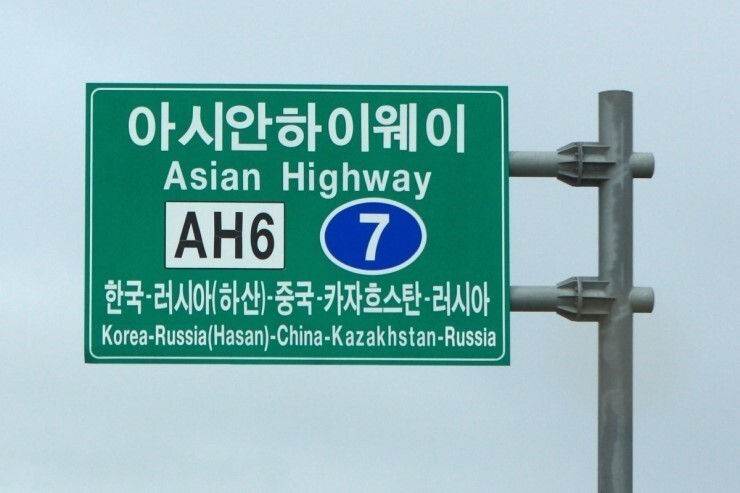 아시안하이웨이
Asian Highway
AH6 7
한국-러시아(하산)-중국-카자흐스탄-러시아
Korea-Russia(Hasan)-China-Kazakhstan-Russia